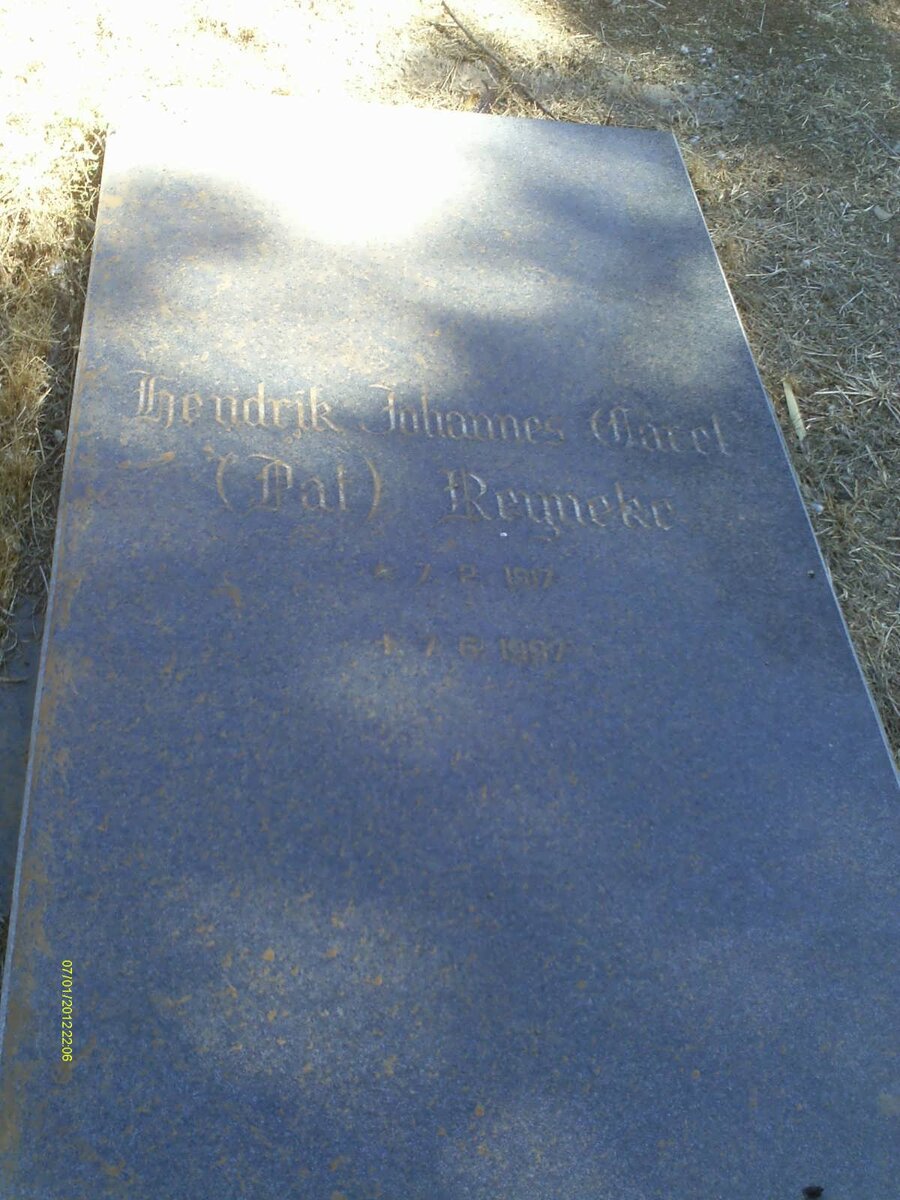 Hendrik Johannes Carel
(Pat) Reyneke
* 7. 12. 1917
† 7. 6. 1997
07/01/2012 22:06